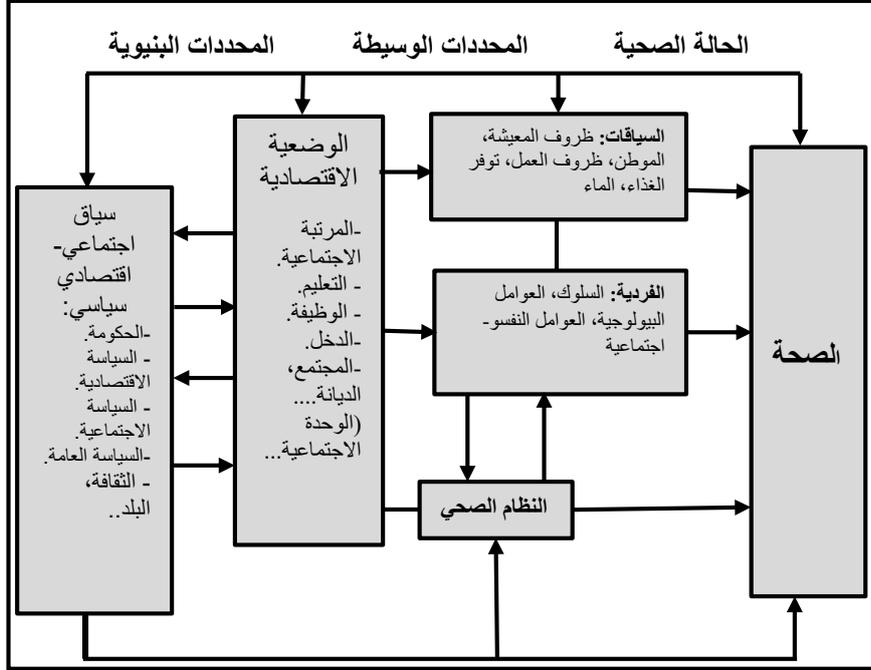 الحالة الصحية
المحددات الوسيطة
المحددات البنيوية
الصحة
السياقات: ظروف المعيشة،
الموطن، ظروف العمل، توفر
الغذاء، الماء
الفردية: السلوك، العوامل
البيولوجية، العوامل النفسو-
اجتماعية
النظام الصحي
الوضعية
الاقتصادية
-المرتبة
الاجتماعية.
- التعليم.
- الوظيفة.
-الدخل.
-المجتمع،
الديانة....
(الوحدة
الاجتماعية...
سياق
اجتماعي-
اقتصادي
سياسي:
-الحكومة.
- السياسة
الاقتصادية.
- السياسة
الاجتماعية.
-السياسة العامة.
- الثقافة،
البلد..